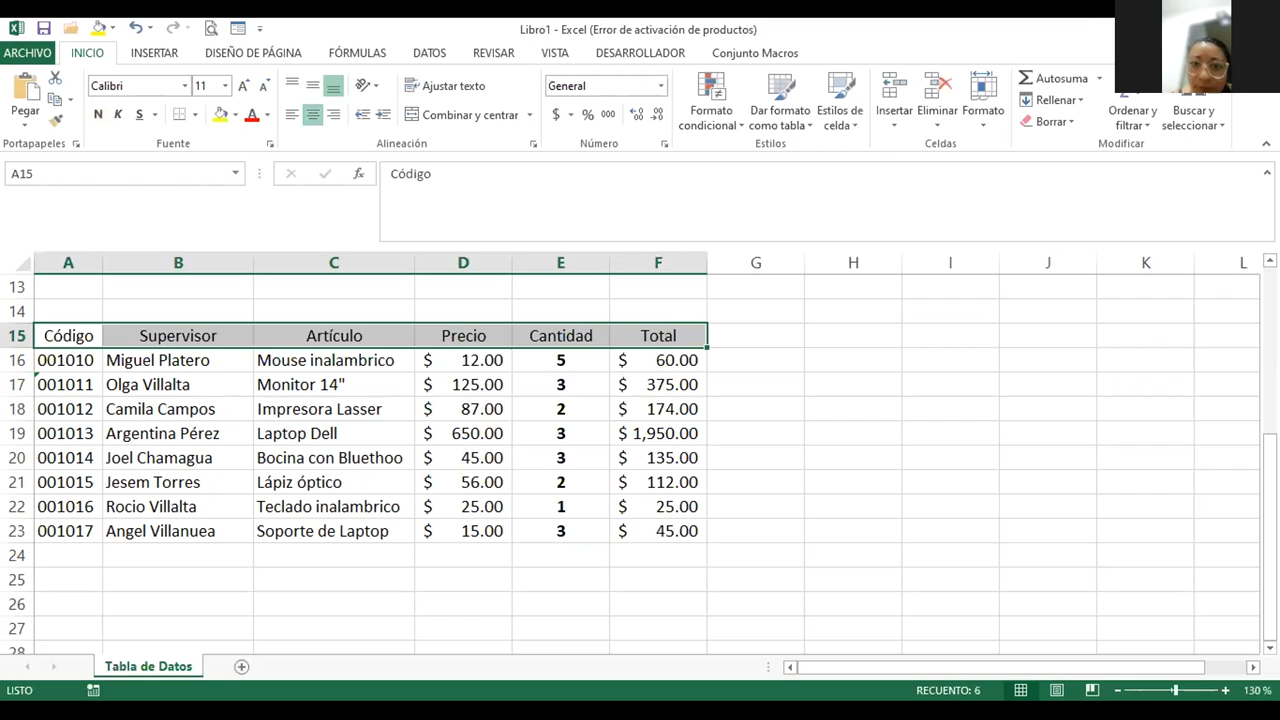 Libro1 - Excel (Error de activación de productos)
ARCHIVO INICIO INSERTAR DISEÑO DE PÁGINA FÓRMULAS DATOS REVISAR VISTA DESARROLLADOR Conjunto Macros
Calibri 11 Ajustar texto General Autosuma
Rellenar
Pegar N K S Combinar y centrar $ % 000 Formato condicional Dar formato como tabla Estilos de celda Insertar Eliminar Formato Borrar Ordenar y filtrar Buscar y seleccionar
Portapapeles Fuente Alineación Número Estilos Celdas Modificar
A15 fx Código
A B C D E F G H I J K L
13
14
15 Código Supervisor Artículo Precio Cantidad Total
16 001010 Miguel Platero Mouse inalambrico $ 12.00 5 $ 60.00
17 001011 Olga Villalta Monitor 14" $ 125.00 3 $ 375.00
18 001012 Camila Campos Impresora Lasser $ 87.00 2 $ 174.00
19 001013 Argentina Pérez Laptop Dell $ 650.00 3 $ 1,950.00
20 001014 Joel Chamagua Bocina con Bluethoo $ 45.00 3 $ 135.00
21 001015 Jesem Torres Lápiz óptico $ 56.00 2 $ 112.00
22 001016 Rocio Villalta Teclado inalambrico $ 25.00 1 $ 25.00
23 001017 Angel Villanuea Soporte de Laptop $ 15.00 3 $ 45.00
24
25
26
27
28
Tabla de Datos
LISTO RECUENTO: 6 130 %